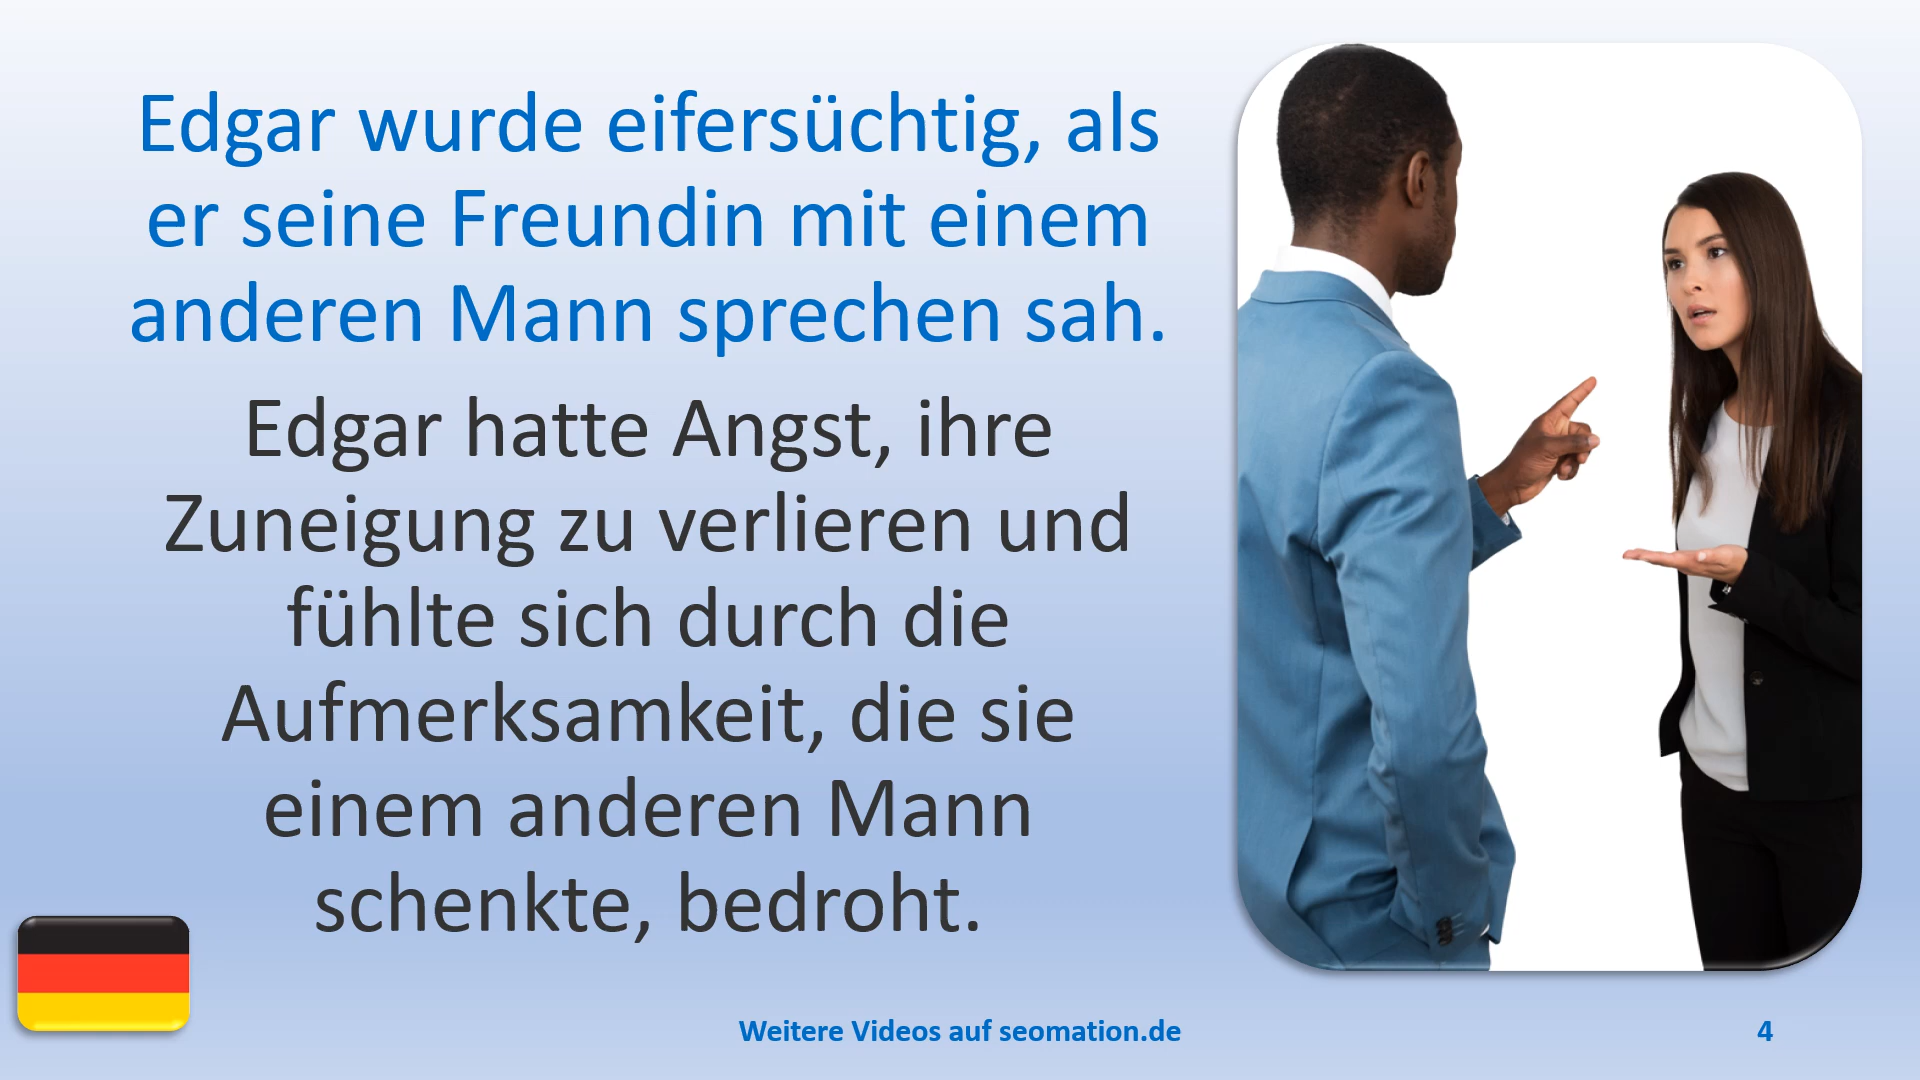 Edgar wurde eifersüchtig, als
er seine Freundin mit einem
anderen Mann sprechen sah.
Edgar hatte Angst, ihre
Zuneigung zu verlieren und
fühlte sich durch die
Aufmerksamkeit, die sie
einem anderen Mann
schenkte, bedroht.
Weitere Videos auf seomation.de
4